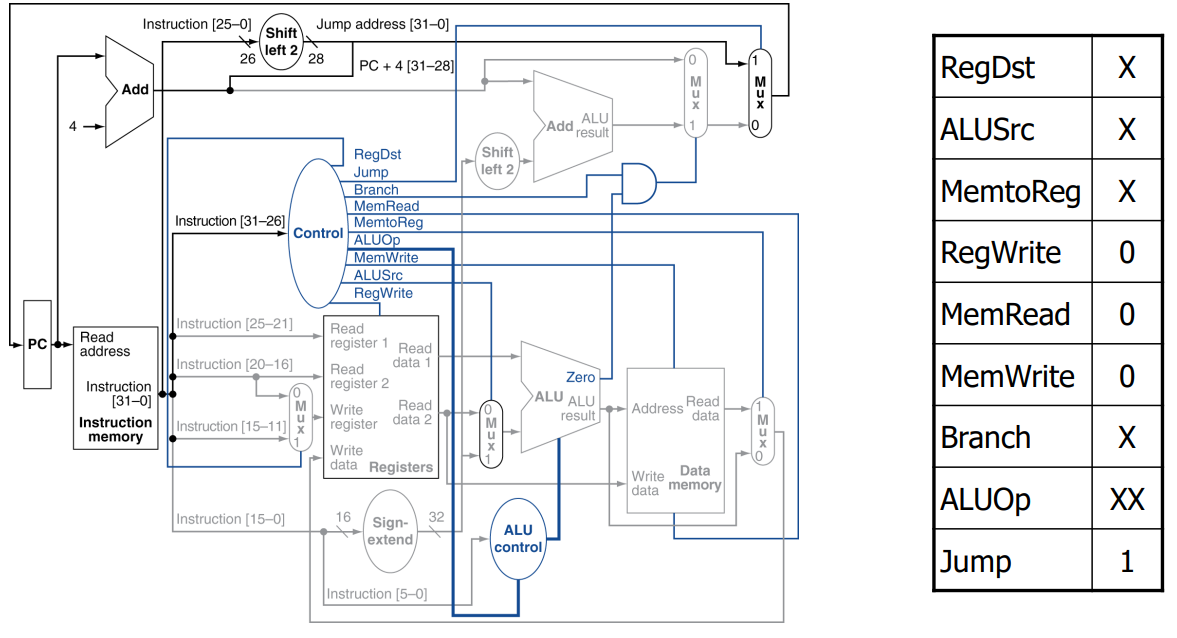 Instruction [25–0]
Shift
left 2
Jump address [31–0]
26
28
PC + 4 [31–28]
Add
4
0
M
u
x
1
1
M
u
x
0
Add
ALU
result
Shift
left 2
RegDst
Jump
Branch
MemRead
MemtoReg
ALUOp
MemWrite
ALUSrc
RegWrite
Instruction [31–26]
Control
PC
Read
address
Instruction
[31–0]
Instruction
memory
Instruction [25–21]
Instruction [20–16]
Instruction [15–11]
0
M
u
x
1
Read
register 1
Read
register 2
Write
register
Write
data
Read
data 1
Read
data 2
Registers
0
M
u
x
1
Zero
ALU
ALU
result
Address
Read
data
Write
data
Data
memory
1
M
u
x
0
Instruction [15–0]
16
Sign-
extend
32
ALU
control
Instruction [5–0]
RegDst X
ALUSrc X
MemtoReg X
RegWrite 0
MemRead 0
MemWrite 0
Branch X
ALUOp XX
Jump 1